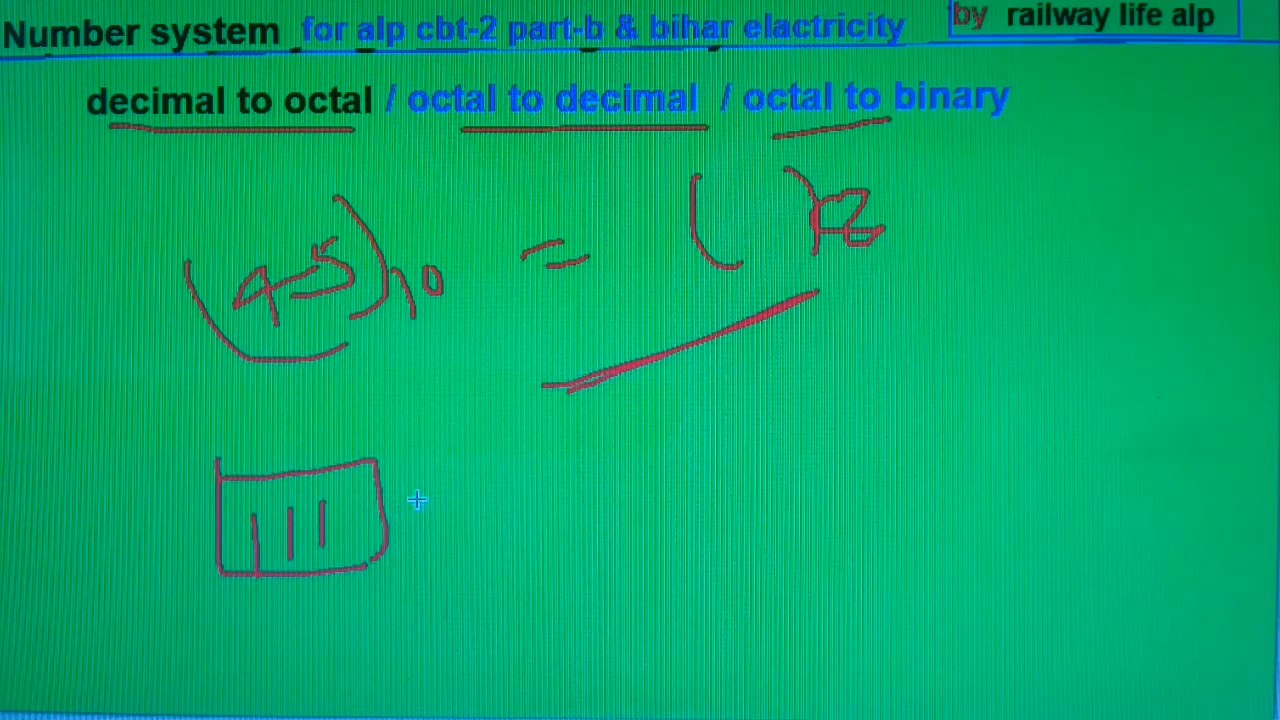 Number system for alp cbt-2 part-b & bihar elactricity by railway life alp
decimal to octal / octal to decimal / octal to binary
(45)10 = ( )
111